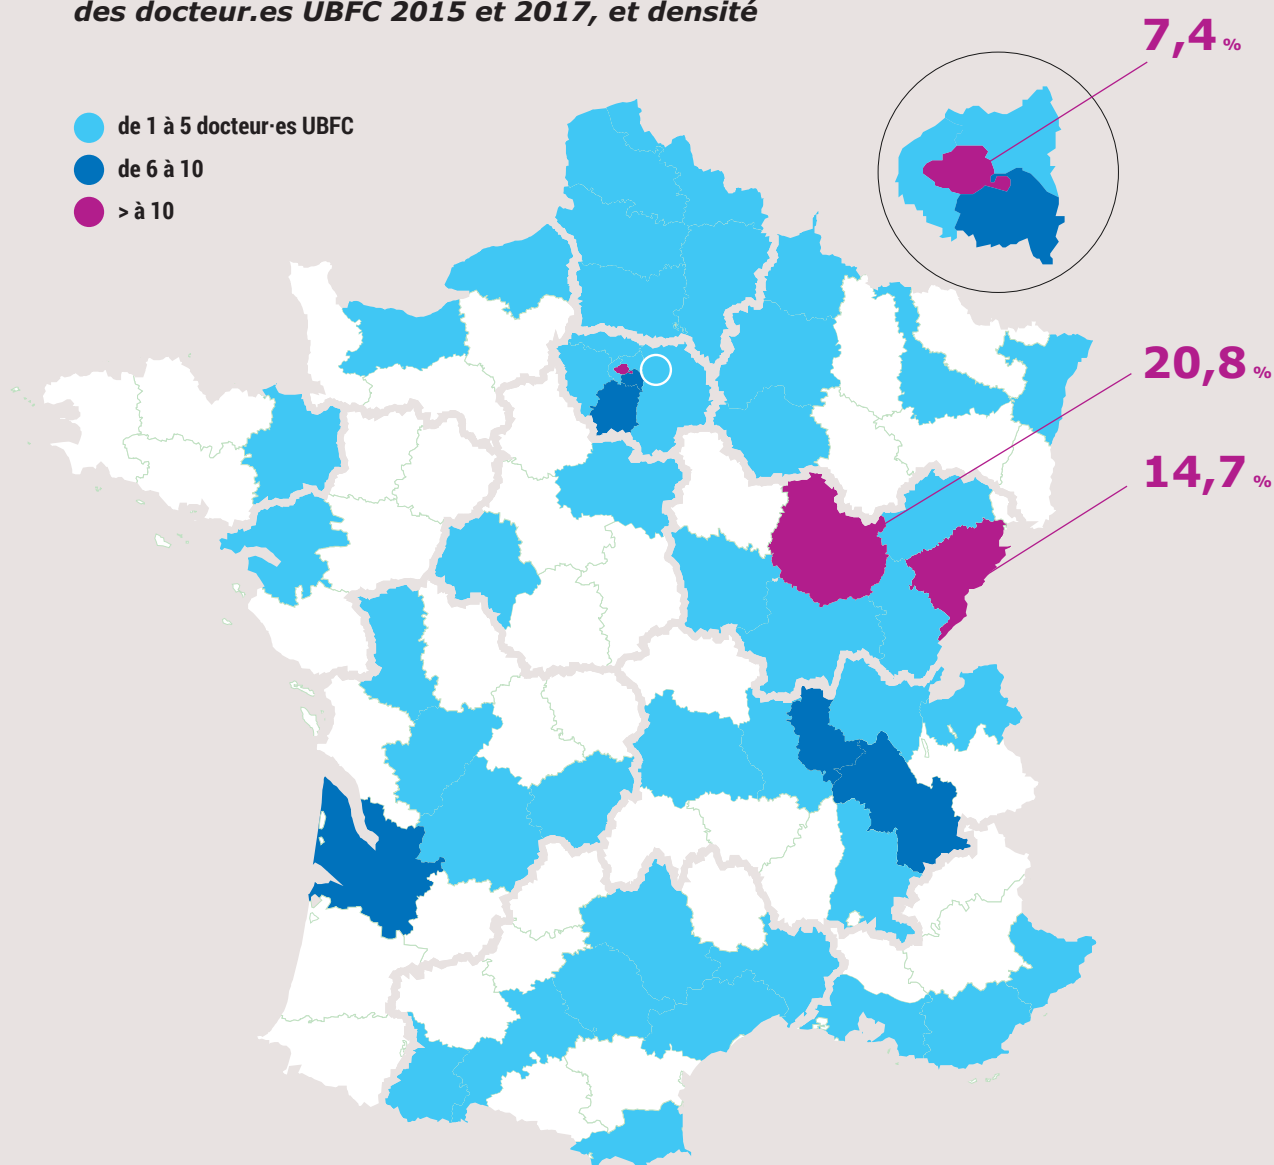 des docteur.es UBFC 2015 et 2017, et densité
7,4 %
de 1 à 5 docteur·es UBFC
de 6 à 10
> à 10
20,8 %
14,7 %